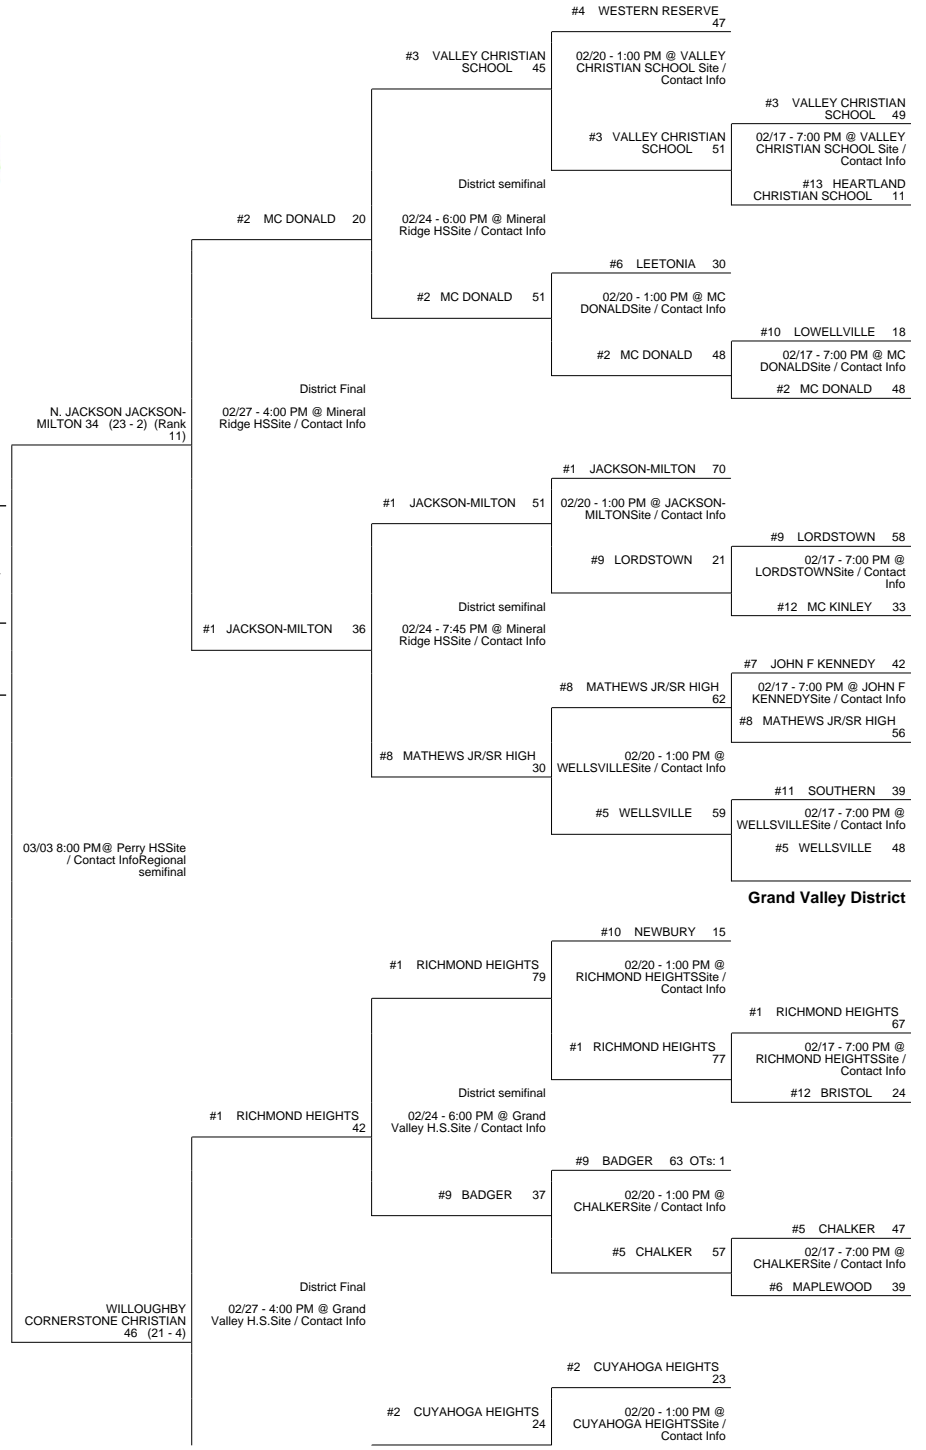 #4 WESTERN RESERVE
47
#3 VALLEY CHRISTIAN
SCHOOL 45
02/20 - 1:00 PM @ VALLEY
CHRISTIAN SCHOOL Site /
Contact Info
#3 VALLEY CHRISTIAN
SCHOOL 49
#3 VALLEY CHRISTIAN
SCHOOL 51
02/17 - 7:00 PM @ VALLEY
CHRISTIAN SCHOOL Site /
Contact Info
#13 HEARTLAND
CHRISTIAN SCHOOL 11
District semifinal
#2 MC DONALD 20
02/24 - 6:00 PM @ Mineral
Ridge HSSite / Contact Info
#6 LEETONIA 30
#2 MC DONALD 51
02/20 - 1:00 PM @ MC
DONALDSite / Contact Info
#10 LOWELLVILLE 18
#2 MC DONALD 48
02/17 - 7:00 PM @ MC
DONALDSite / Contact Info
#2 MC DONALD 48
District Final
N. JACKSON JACKSON-
MILTON 34 (23 - 2) (Rank
11)
02/27 - 4:00 PM @ Mineral
Ridge HSSite / Contact Info
#1 JACKSON-MILTON 70
#1 JACKSON-MILTON 51
02/20 - 1:00 PM @ JACKSON-
MILTONSite / Contact Info
#9 LORDSTOWN 58
#9 LORDSTOWN 21
02/17 - 7:00 PM @
LORDSTOWNSite / Contact
Info
#12 MC KINLEY 33
District semifinal
#1 JACKSON-MILTON 36
02/24 - 7:45 PM @ Mineral
Ridge HSSite / Contact Info
#7 JOHN F KENNEDY 42
#8 MATHEWS JR/SR HIGH
62
02/17 - 7:00 PM @ JOHN F
KENNEDYSite / Contact Info
#8 MATHEWS JR/SR HIGH
56
#8 MATHEWS JR/SR HIGH
30
02/20 - 1:00 PM @
WELLSVILLESite / Contact Info
#11 SOUTHERN 39
#5 WELLSVILLE 59
02/17 - 7:00 PM @
WELLSVILLESite / Contact Info
#5 WELLSVILLE 48
03/03 8:00 PM@ Perry HSSite
/ Contact InfoRegional
semifinal
Grand Valley District
#10 NEWBURY 15
#1 RICHMOND HEIGHTS
79
02/20 - 1:00 PM @
RICHMOND HEIGHTSSite /
Contact Info
#1 RICHMOND HEIGHTS
67
#1 RICHMOND HEIGHTS
77
02/17 - 7:00 PM @
RICHMOND HEIGHTSSite /
Contact Info
#12 BRISTOL 24
District semifinal
#1 RICHMOND HEIGHTS
42
02/24 - 6:00 PM @ Grand
Valley H.S.Site / Contact Info
#9 BADGER 63 OTs: 1
#9 BADGER 37
02/20 - 1:00 PM @
CHALKERSite / Contact Info
#5 CHALKER 47
#5 CHALKER 57
02/17 - 7:00 PM @
CHALKERSite / Contact Info
#6 MAPLEWOOD 39
District Final
WILLOUGHBY
CORNERSTONE CHRISTIAN
46 (21 - 4)
02/27 - 4:00 PM @ Grand
Valley H.S.Site / Contact Info
#2 CUYAHOGA HEIGHTS
23
#2 CUYAHOGA HEIGHTS
24
02/20 - 1:00 PM @
CUYAHOGA HEIGHTSSite /
Contact Info